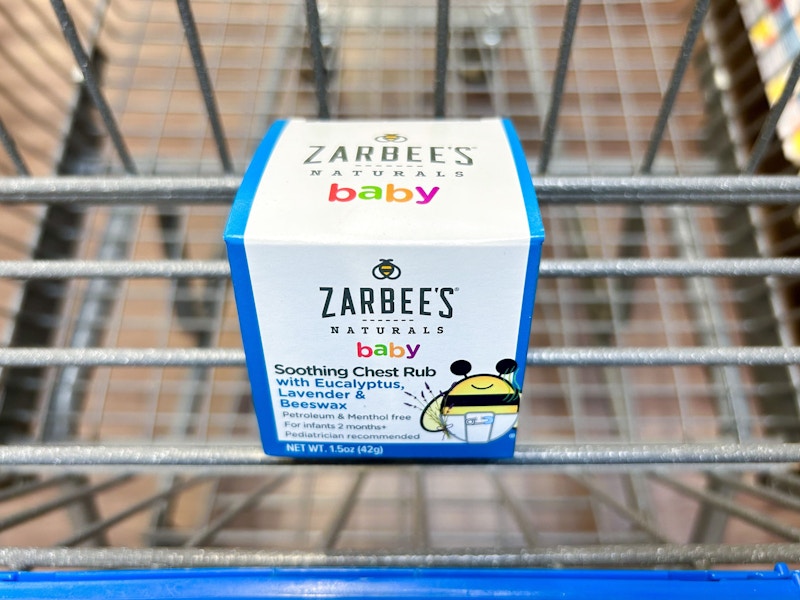 ZARBEE'S
NATURALS
baby
ZARBEE'S
NATURALS
baby
Soothing Chest Rub
with Eucalyptus,
Lavender &
Beeswax
Petroleum & Menthol free
For infants 2 months+
Pediatrician recommended
NET WT. 1.5oz (42g)